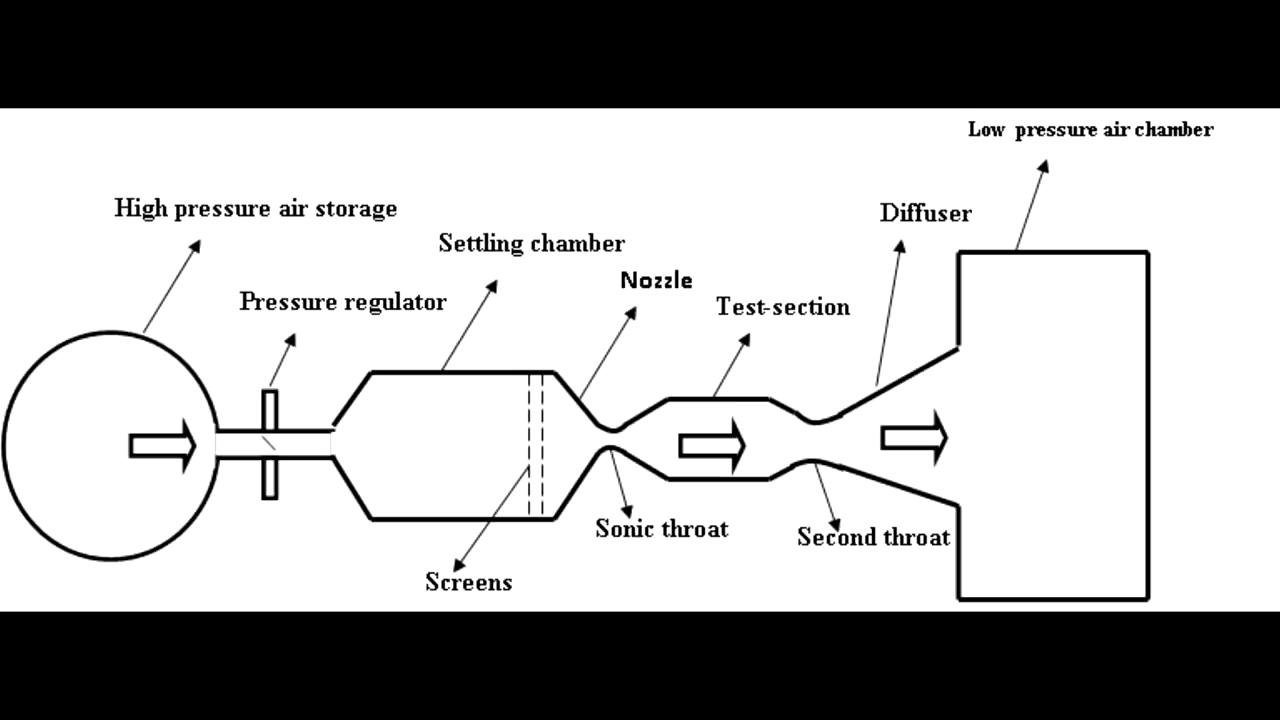 Low pressure air chamber
High pressure air storage
Diffuser
Settling chamber
Nozzle
Pressure regulator
Test-section
Sonic throat
Second throat
Screens